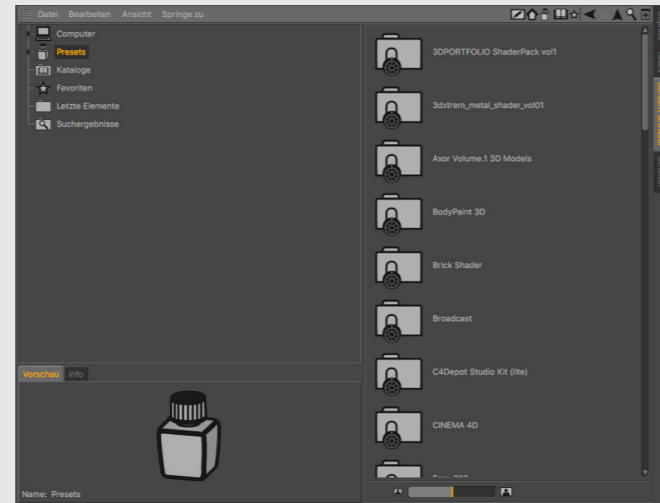 Datei Bearbeiten Ansicht Springe zu
Computer
Presets
Kataloge
Favoriten
Letzte Elemente
Suchergebnisse
3DPORTFOLIO ShaderPack vol1
3dxtrem_metal_shader_vol01
Axor Volume.1 3D Models
BodyPaint 3D
Brick Shader
Broadcast
C4Depot Studio Kit (lite)
CINEMA 4D
Vorschau Info
Name: Presets